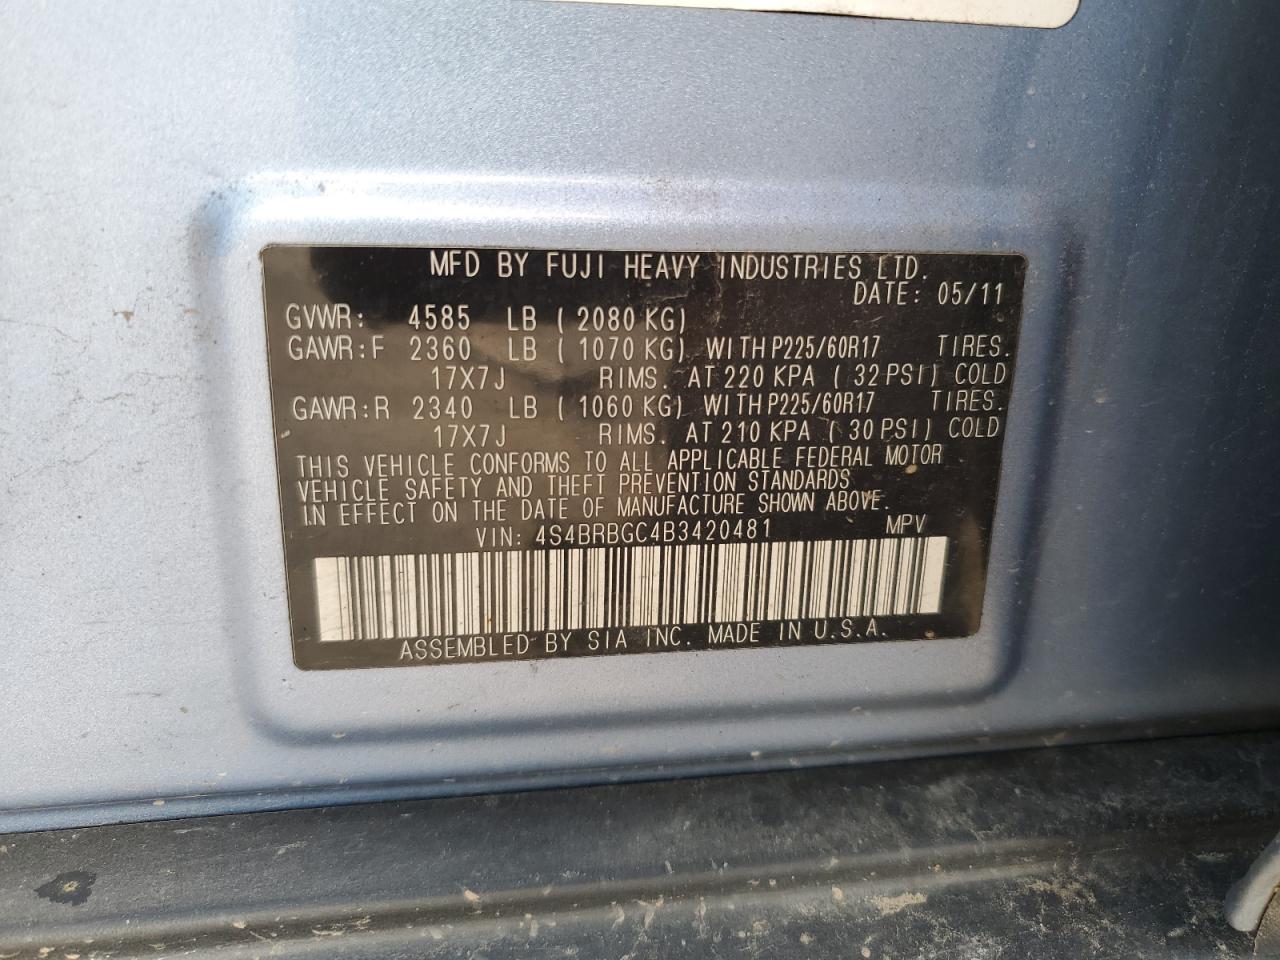 MFD BY FUJI HEAVY INDUSTRIES LTD.
DATE: 05/11
GVWR: 4585 LB (2080 KG)
GAWR:F 2360 LB (1070 KG) WITH P225/60R17 TIRES.
17X7J RIMS. AT 220 KPA (32 PSI) COLD
GAWR:R 2340 LB (1060 KG) WITH P225/60R17 TIRES.
17X7J RIMS. AT 210 KPA (30 PSI) COLD
THIS VEHICLE CONFORMS TO ALL APPLICABLE FEDERAL MOTOR
VEHICLE SAFETY AND THEFT PREVENTION STANDARDS
IN EFFECT ON THE DATE OF MANUFACTURE SHOWN ABOVE.
VIN: 4S4BRBGC4B3420481 MPV
ASSEMBLED BY SIA INC. MADE IN U.S.A.